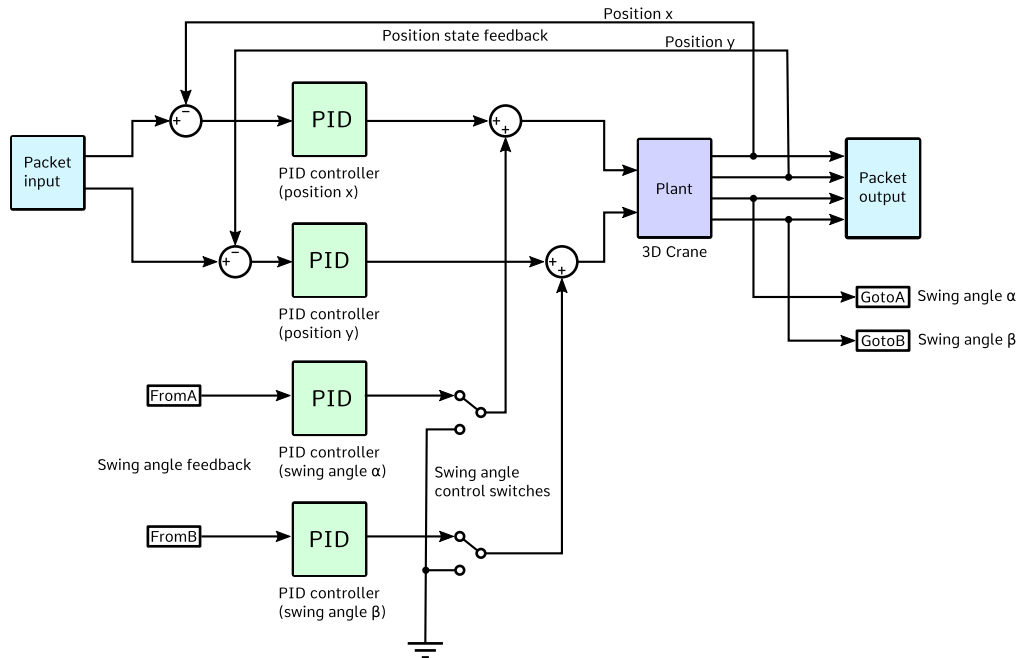 Position x
Position state feedback
Position y
−
+
PID
+
+
Packet
input
PID controller
(position x)
Plant
Packet
output
−
+
PID
+
+
3D Crane
GotoA
Swing angle α
PID controller
(position y)
GotoB
Swing angle β
FromA
PID
PID controller
(swing angle α)
Swing angle feedback
Swing angle
control switches
FromB
PID
PID controller
(swing angle β)